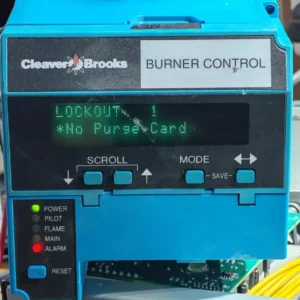 Cleaver Brooks
BURNER CONTROL
LOCKOUT 1
*No Purge Card
SCROLL
MODE
SAVE
POWER
PILOT
FLAME
MAIN
ALARM
RESET